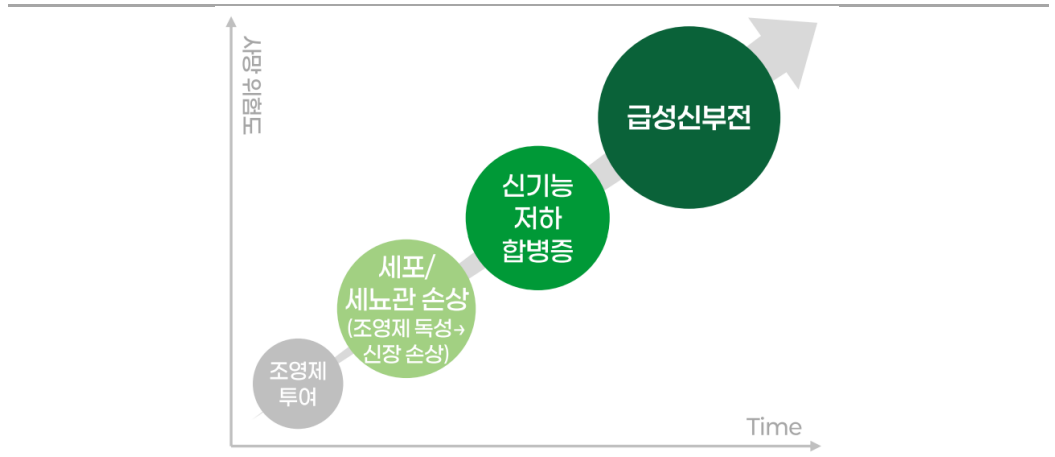 사망 위험도
급성신부전
신기능
저하
합병증
세포/
세뇨관 손상
(조영제 독성→
신장 손상)
조영제
투여
Time